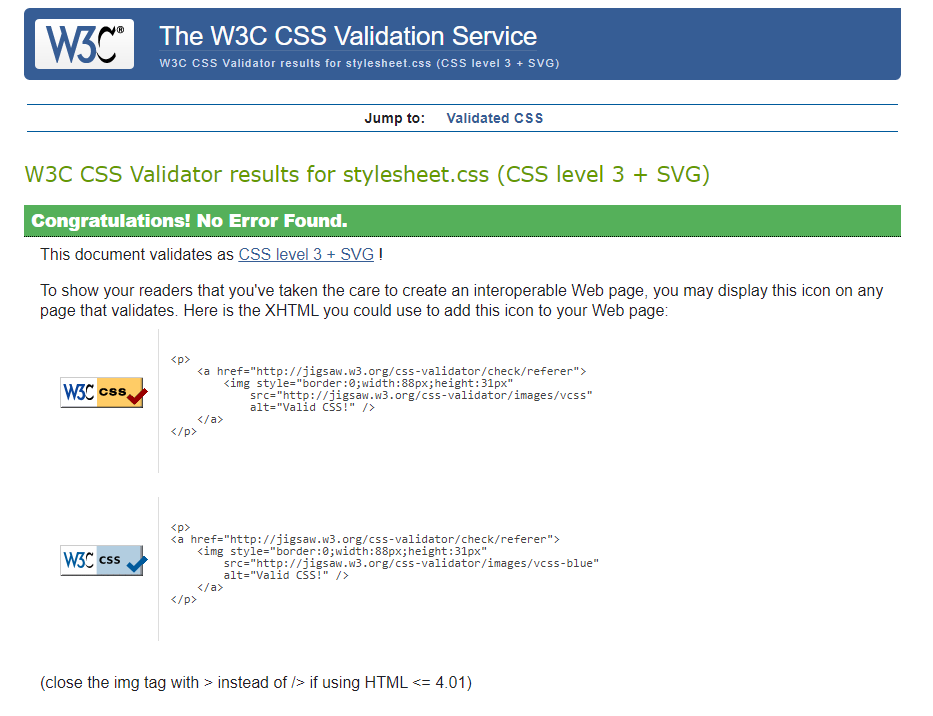 W3C®
The W3C CSS Validation Service
W3C CSS Validator results for stylesheet.css (CSS level 3 + SVG)
Jump to: Validated CSS
W3C CSS Validator results for stylesheet.css (CSS level 3 + SVG)
Congratulations! No Error Found.
This document validates as CSS level 3 + SVG !
To show your readers that you've taken the care to create an interoperable Web page, you may display this icon on any
page that validates. Here is the XHTML you could use to add this icon to your Web page:
W3C css
<p>
    <a href="http://jigsaw.w3.org/css-validator/check/referer">
        <img style="border:0;width:88px;height:31px"
            src="http://jigsaw.w3.org/css-validator/images/vcss"
            alt="Valid CSS!" />
    </a>
</p>
W3C css
<p>
<a href="http://jigsaw.w3.org/css-validator/check/referer">
    <img style="border:0;width:88px;height:31px"
        src="http://jigsaw.w3.org/css-validator/images/vcss-blue"
        alt="Valid CSS!" />
    </a>
</p>
(close the img tag with > instead of /> if using HTML <= 4.01)